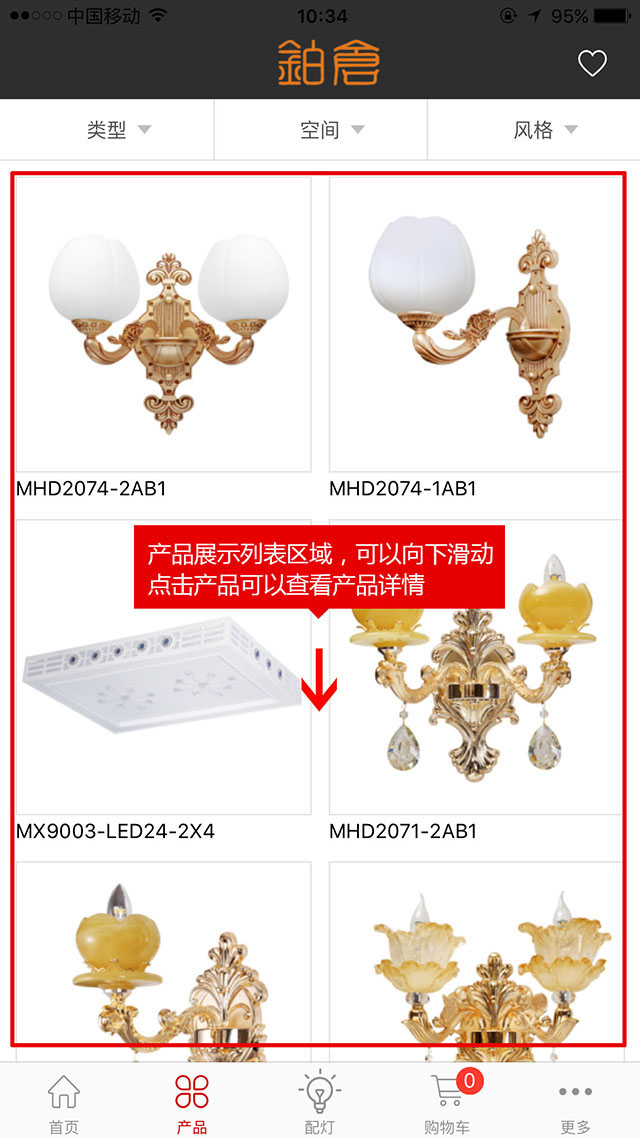 中国移动
10:34
95%
鉑倉
类型
空间
风格
MHD2074-2AB1
MHD2074-1AB1
产品展示列表区域，可以向下滑动
点击产品可以查看产品详情
MX9003-LED24-2X4
MHD2071-2AB1
0
首页
产品
配灯
购物车
更多